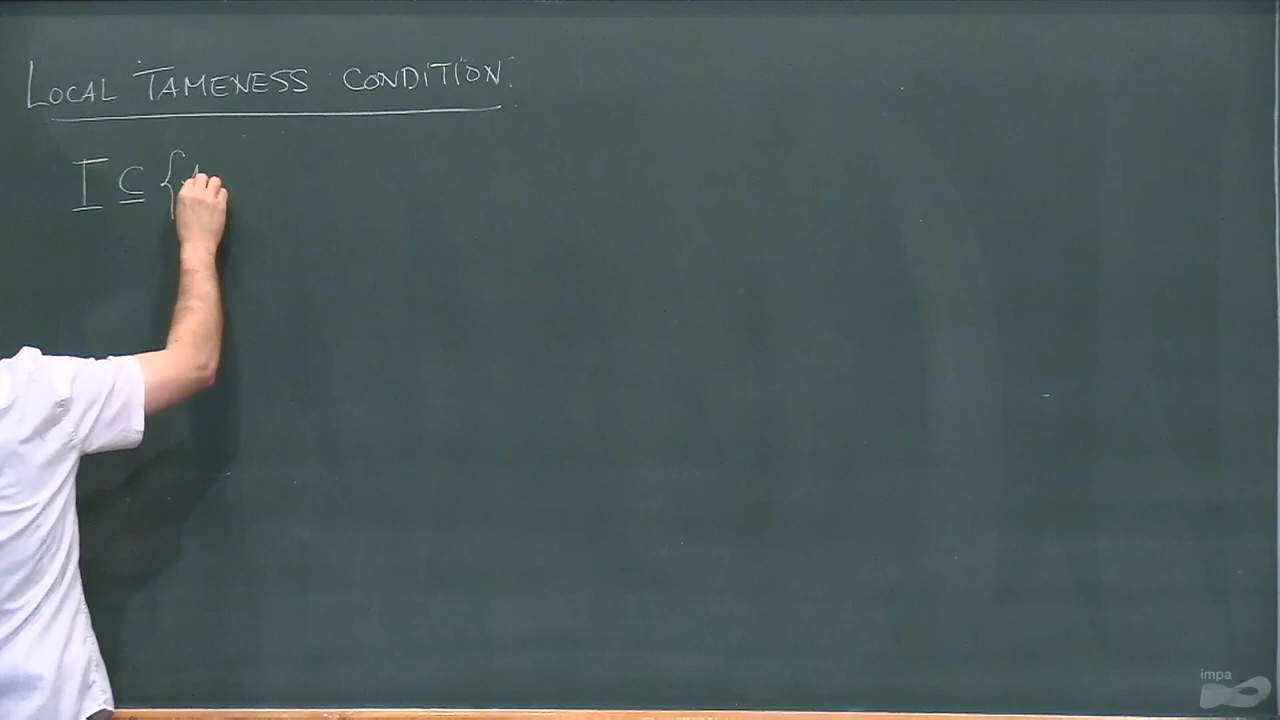 LOCAL TAMENESS CONDITION.
I ⊆ {
impa